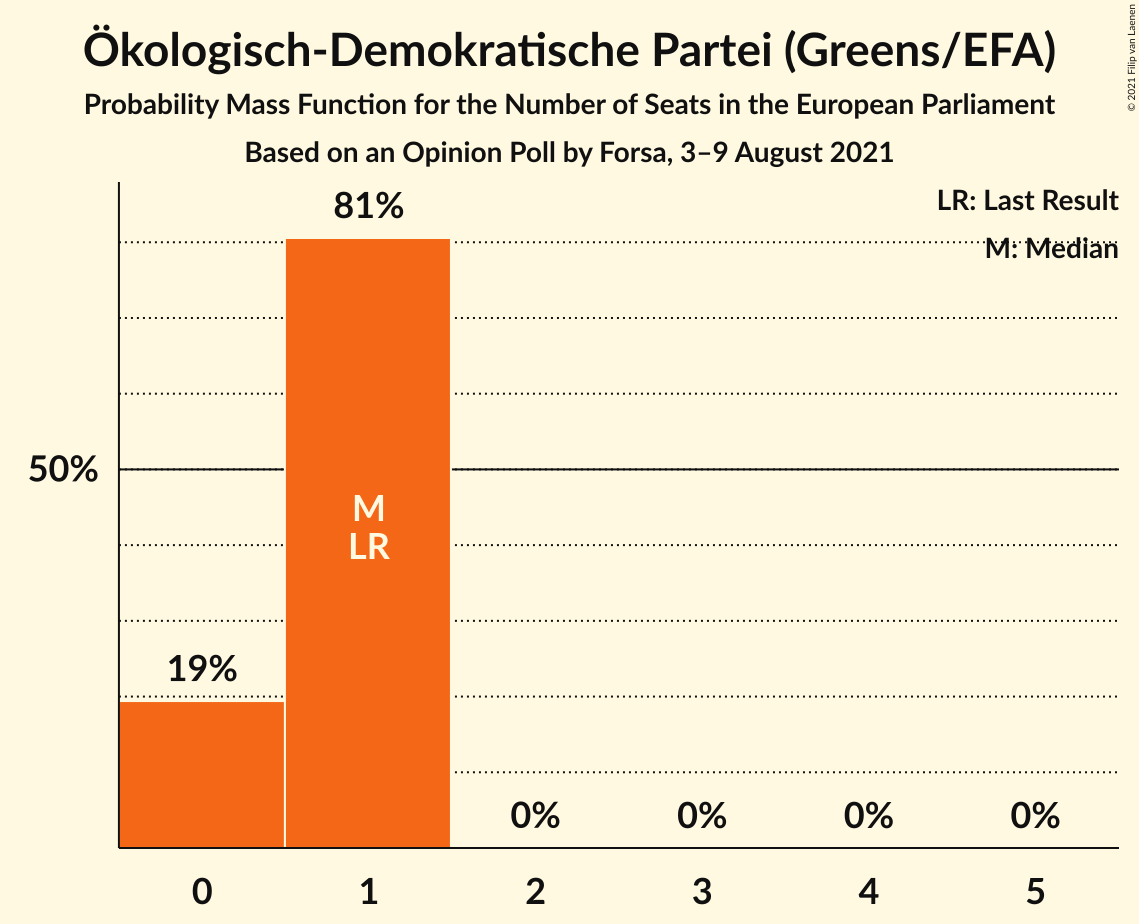 Ökologisch-Demokratische Partei (Greens/EFA)
Probability Mass Function for the Number of Seats in the European Parliament
Based on an Opinion Poll by Forsa, 3–9 August 2021
© 2021 Filip van Laenen
LR: Last Result
M: Median
81%
50%
M
LR
19%
0% 0% 0% 0%
0 1 2 3 4 5